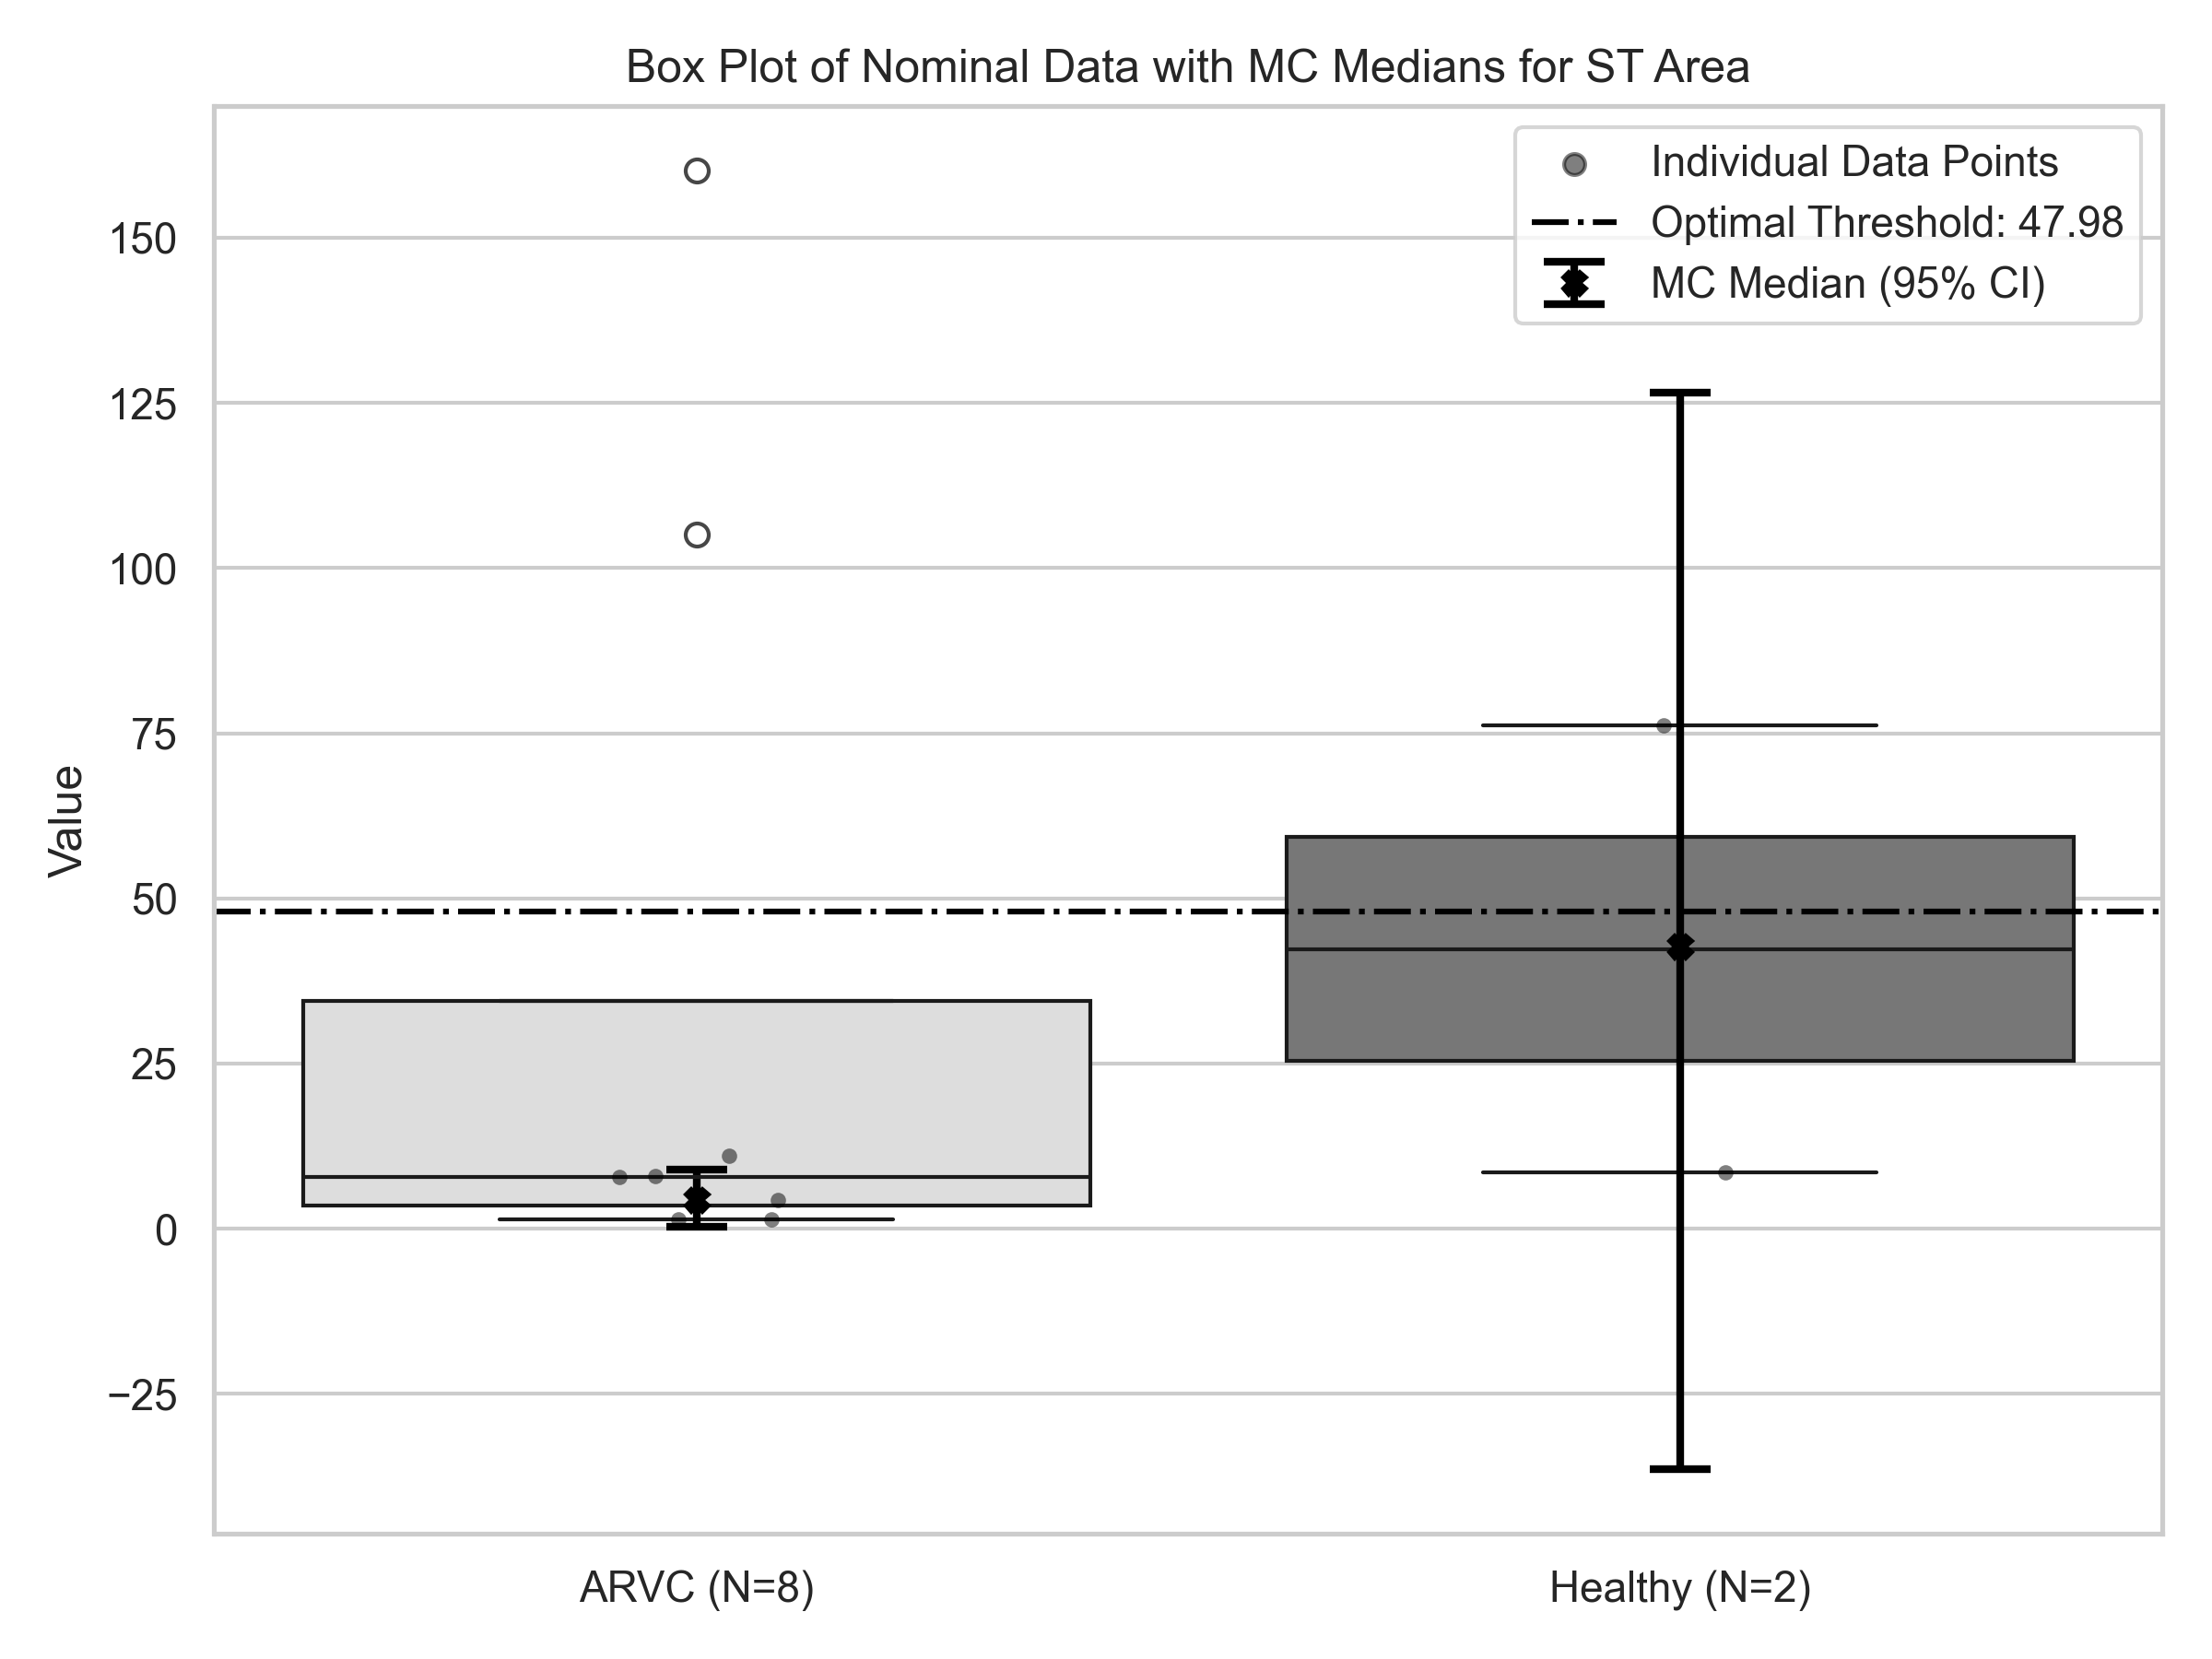 Box Plot of Nominal Data with MC Medians for ST Area
Individual Data Points
Optimal Threshold: 47.98
MC Median (95% CI)
Value
150
125
100
75
50
25
0
−25
ARVC (N=8)
Healthy (N=2)